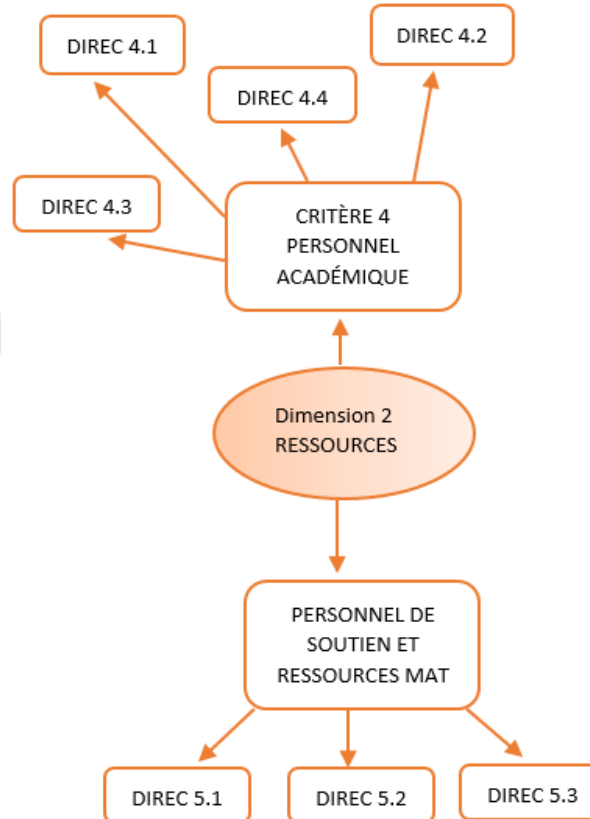 DIREC 4.1
DIREC 4.2
DIREC 4.4
DIREC 4.3
CRITÈRE 4
PERSONNEL
ACADÉMIQUE
Dimension 2
RESSOURCES
PERSONNEL DE
SOUTIEN ET
RESSOURCES MAT
DIREC 5.1
DIREC 5.2
DIREC 5.3